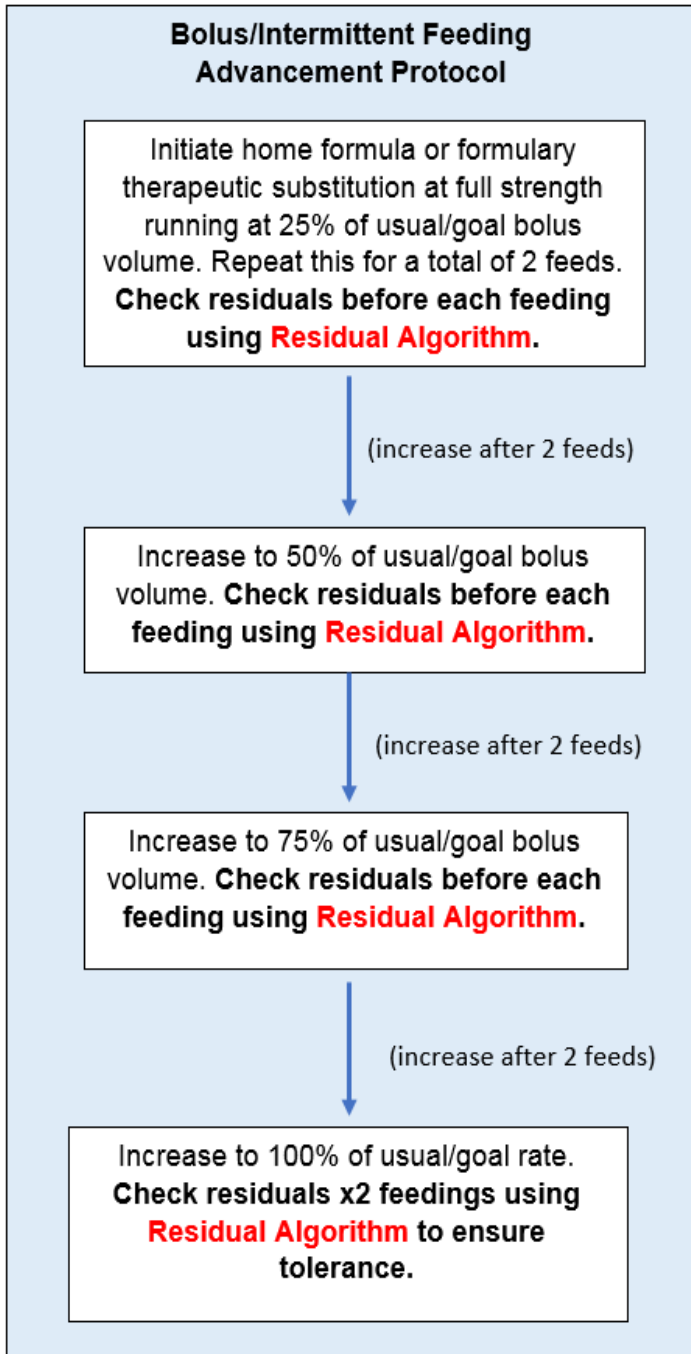 Bolus/Intermittent Feeding
Advancement Protocol
Initiate home formula or formulary
therapeutic substitution at full strength
running at 25% of usual/goal bolus
volume. Repeat this for a total of 2 feeds.
Check residuals before each feeding
using Residual Algorithm.
(increase after 2 feeds)
Increase to 50% of usual/goal bolus
volume. Check residuals before each
feeding using Residual Algorithm.
(increase after 2 feeds)
Increase to 75% of usual/goal bolus
volume. Check residuals before each
feeding using Residual Algorithm.
(increase after 2 feeds)
Increase to 100% of usual/goal rate.
Check residuals x2 feedings using
Residual Algorithm to ensure
tolerance.